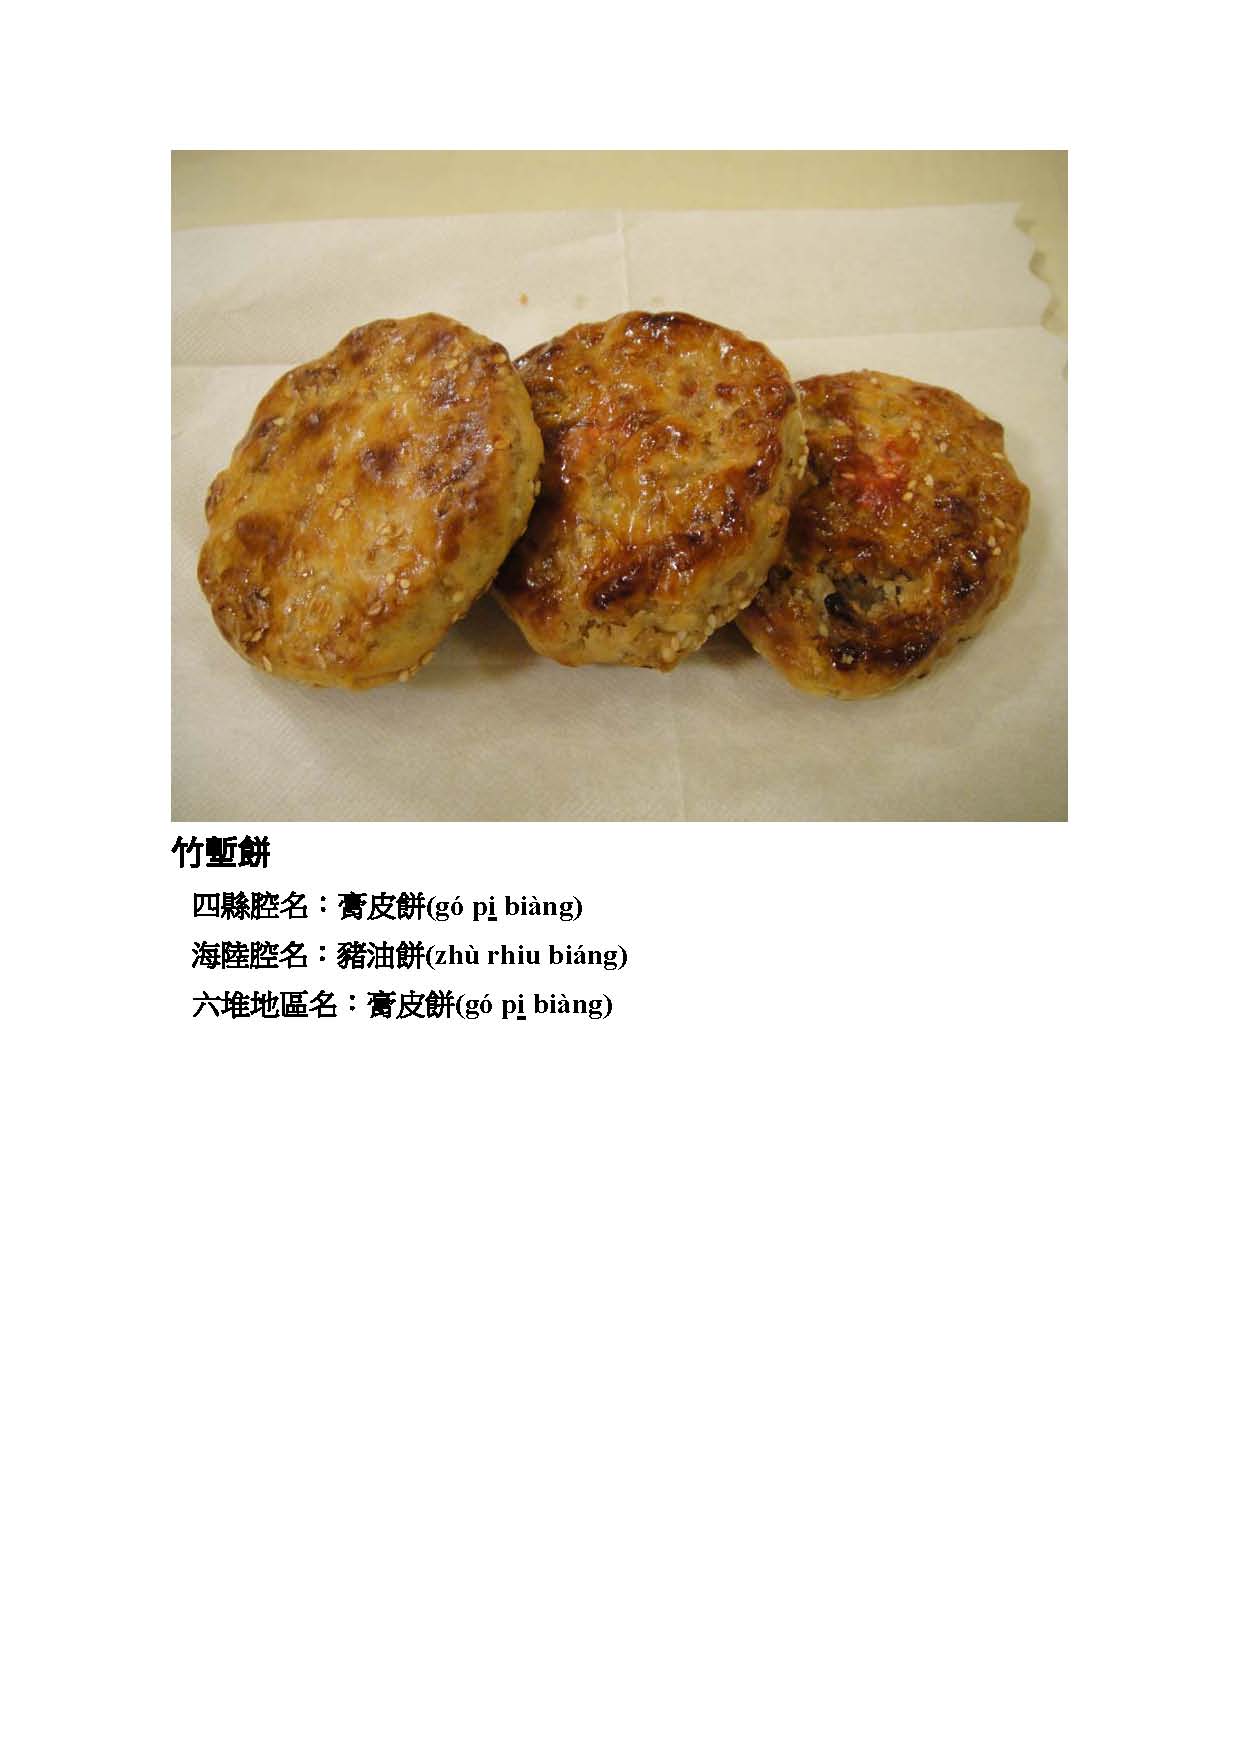 竹塹餅
四縣腔名：膏皮餅(gó pi̲ biàng)
海陸腔名：豬油餅(zhù rhiu biáng)
六堆地區名：膏皮餅(gó pi̲ biàng)